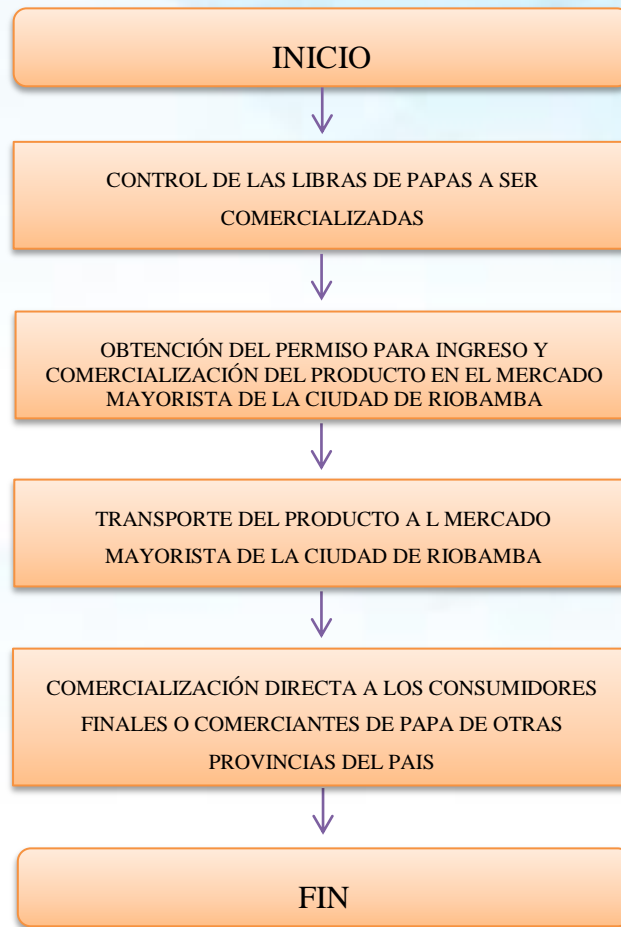 INICIO
CONTROL DE LAS LIBRAS DE PAPAS A SER
COMERCIALIZADAS
OBTENCIÓN DEL PERMISO PARA INGRESO Y
COMERCIALIZACIÓN DEL PRODUCTO EN EL MERCADO
MAYORISTA DE LA CIUDAD DE RIOBAMBA
TRANSPORTE DEL PRODUCTO A L MERCADO
MAYORISTA DE LA CIUDAD DE RIOBAMBA
COMERCIALIZACIÓN DIRECTA A LOS CONSUMIDORES
FINALES O COMERCIANTES DE PAPA DE OTRAS
PROVINCIAS DEL PAIS
FIN